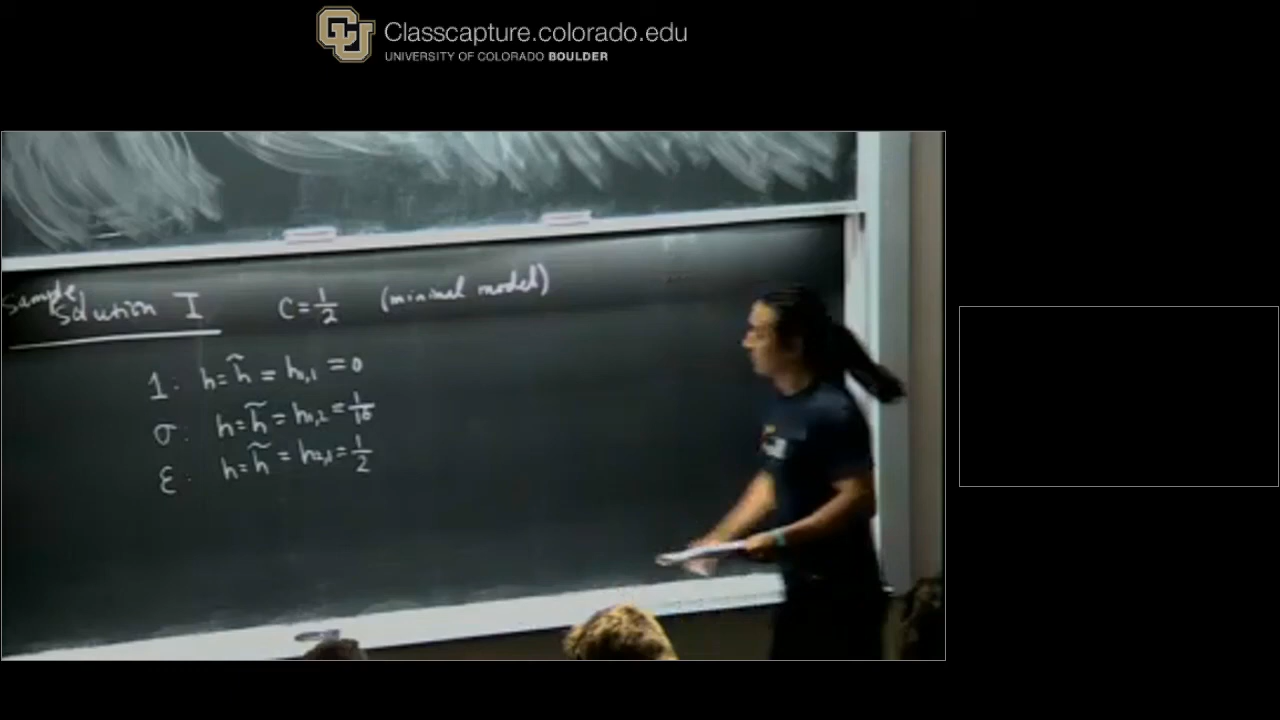 Classcapture.colorado.edu
UNIVERSITY OF COLORADO BOULDER
Sample Solution I C = 1/2 (minimal model)
1: h = h̃ = h₁,₁ = 0
σ: h = h̃ = h₁,₂ = 1/16
ε: h = h̃ = h₂,₁ = 1/2